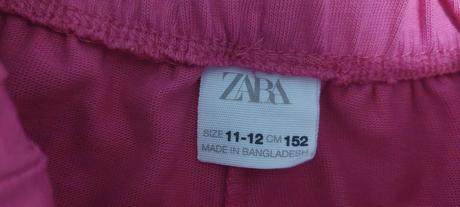 ZARA
SIZE 11-12 CM 152
MADE IN BANGLADESH